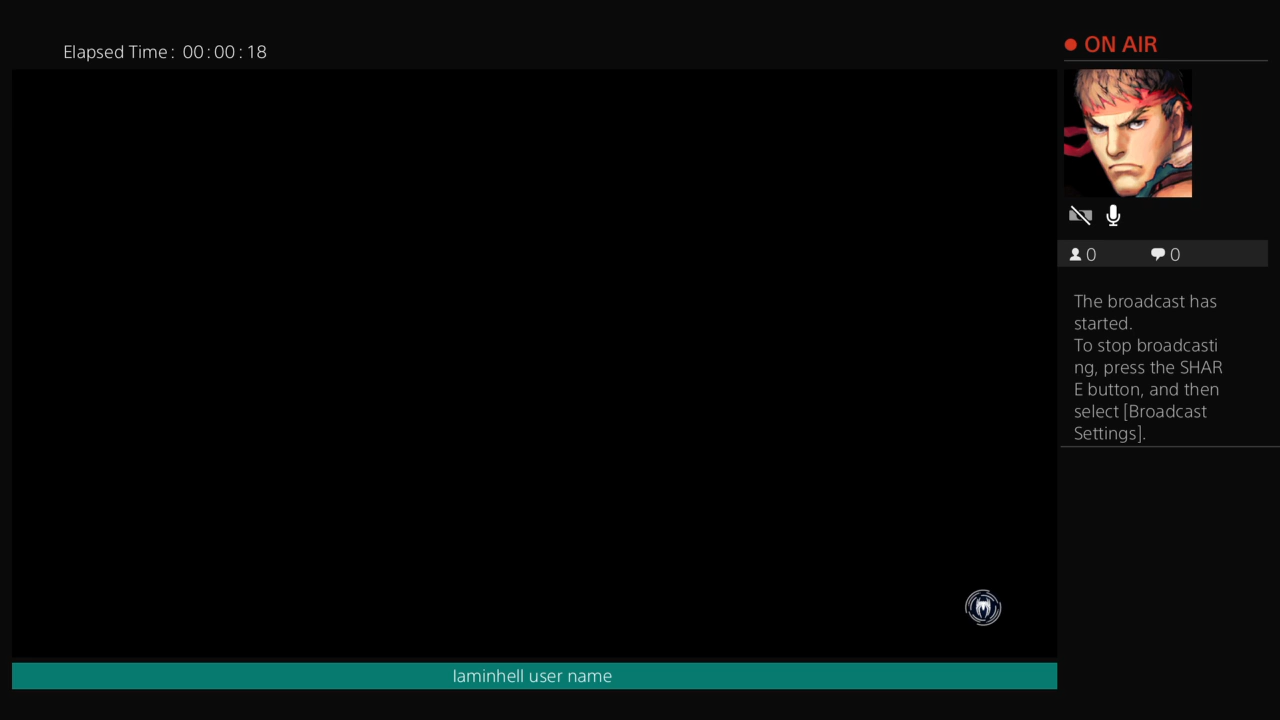 Elapsed Time: 00:00:18
ON AIR
0 0
The broadcast has
started.
To stop broadcasti
ng, press the SHAR
E button, and then
select [Broadcast
Settings].
Iaminhell user name